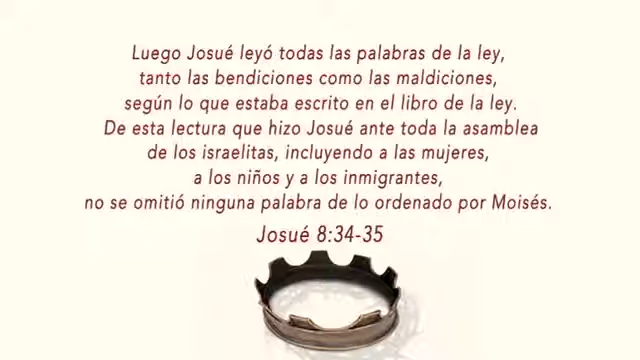 Luego Josué leyó todas las palabras de la ley,
tanto las bendiciones como las maldiciones,
según lo que estaba escrito en el libro de la ley.
De esta lectura que hizo Josué ante toda la asamblea
de los israelitas, incluyendo a las mujeres,
a los niños y a los inmigrantes,
no se omitió ninguna palabra de lo ordenado por Moisés.
Josué 8:34-35